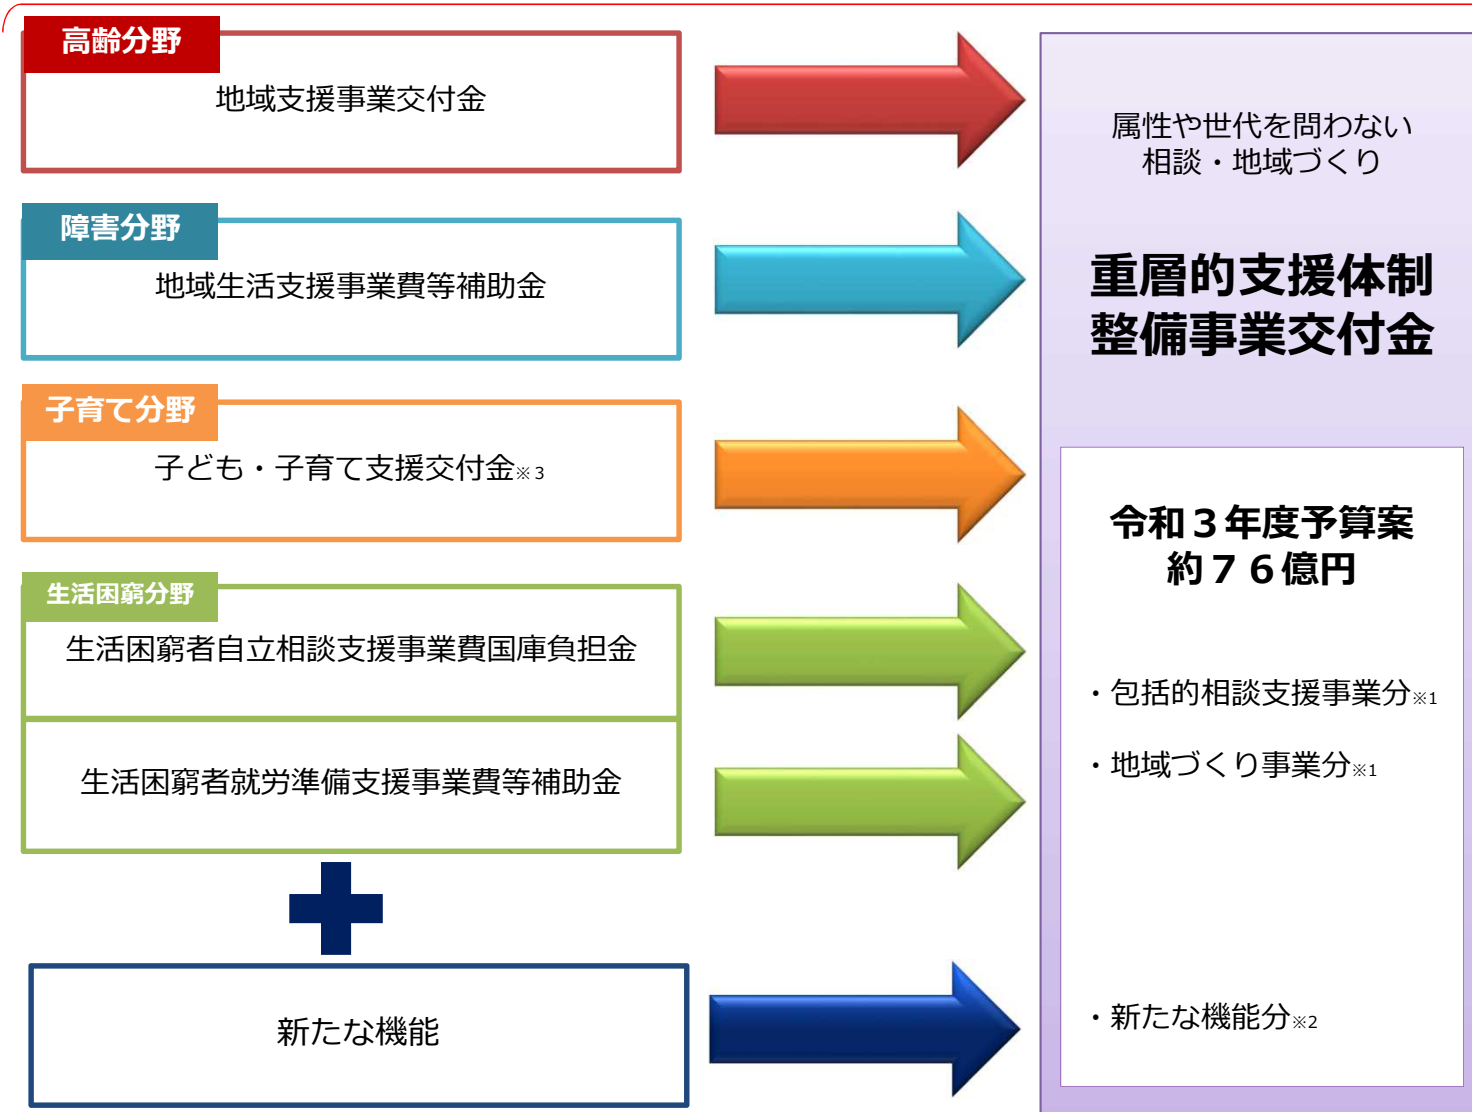 高齢分野
地域支援事業交付金
障害分野
地域生活支援事業費等補助金
子育て分野
子ども・子育て支援交付金※3
生活困窮分野
生活困窮者自立相談支援事業費国庫負担金
生活困窮者就労準備支援事業費等補助金
新たな機能
属性や世代を問わない
相談・地域づくり
重層的支援体制
整備事業交付金
令和３年度予算案
約７６億円
・包括的相談支援事業分※1
・地域づくり事業分※1
・新たな機能分※2